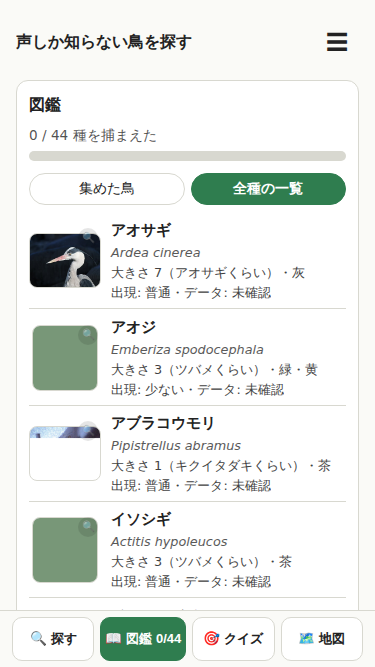 声しか知らない鳥を探す
図鑑
0 / 44 種を捕まえた
集めた鳥
全種の一覧
アオサギ
Ardea cinerea
大きさ 7（アオサギくらい）・灰
出現: 普通・データ: 未確認
アオジ
Emberiza spodocephala
大きさ 3（ツバメくらい）・緑・黄
出現: 少ない・データ: 未確認
アブラコウモリ
Pipistrellus abramus
大きさ 1（キクイタダキくらい）・茶
出現: 普通・データ: 未確認
イソシギ
Actitis hypoleucos
大きさ 3（ツバメくらい）・茶
出現: 普通・データ: 未確認
探す
図鑑 0/44
クイズ
地図